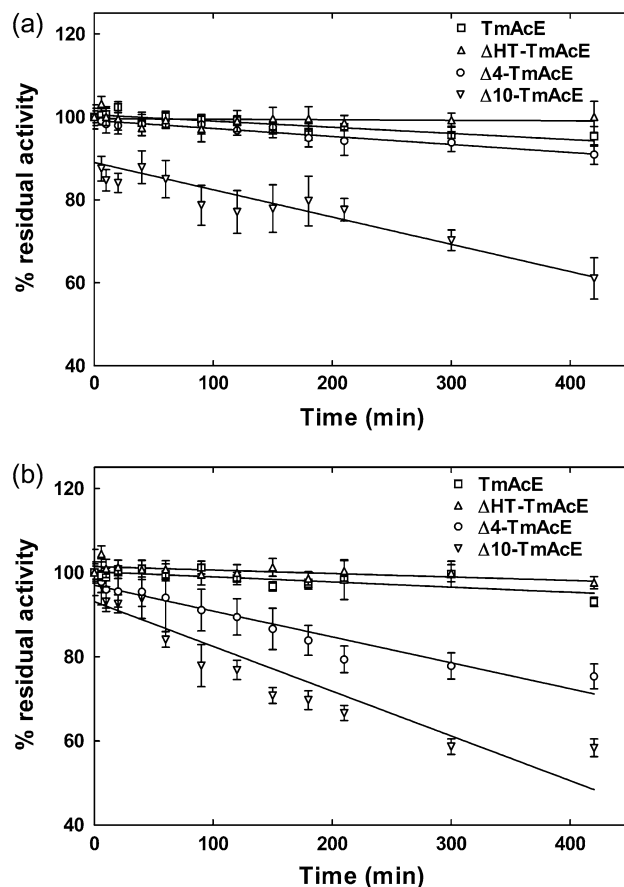 (a)
120
100
80
60
40
% residual activity
TmAcE
ΔHT-TmAcE
Δ4-TmAcE
Δ10-TmAcE
0 100 200 300 400
Time (min)
(b)
120
100
80
60
40
% residual activity
TmAcE
ΔHT-TmAcE
Δ4-TmAcE
Δ10-TmAcE
0 100 200 300 400
Time (min)